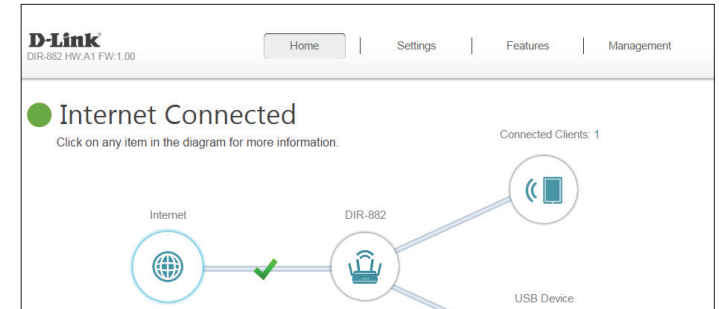 D-Link
DIR-882 HW:A1 FW:1.00
Home
Settings
Features
Management
Internet Connected
Click on any item in the diagram for more information.
Connected Clients: 1
Internet
DIR-882
USB Device